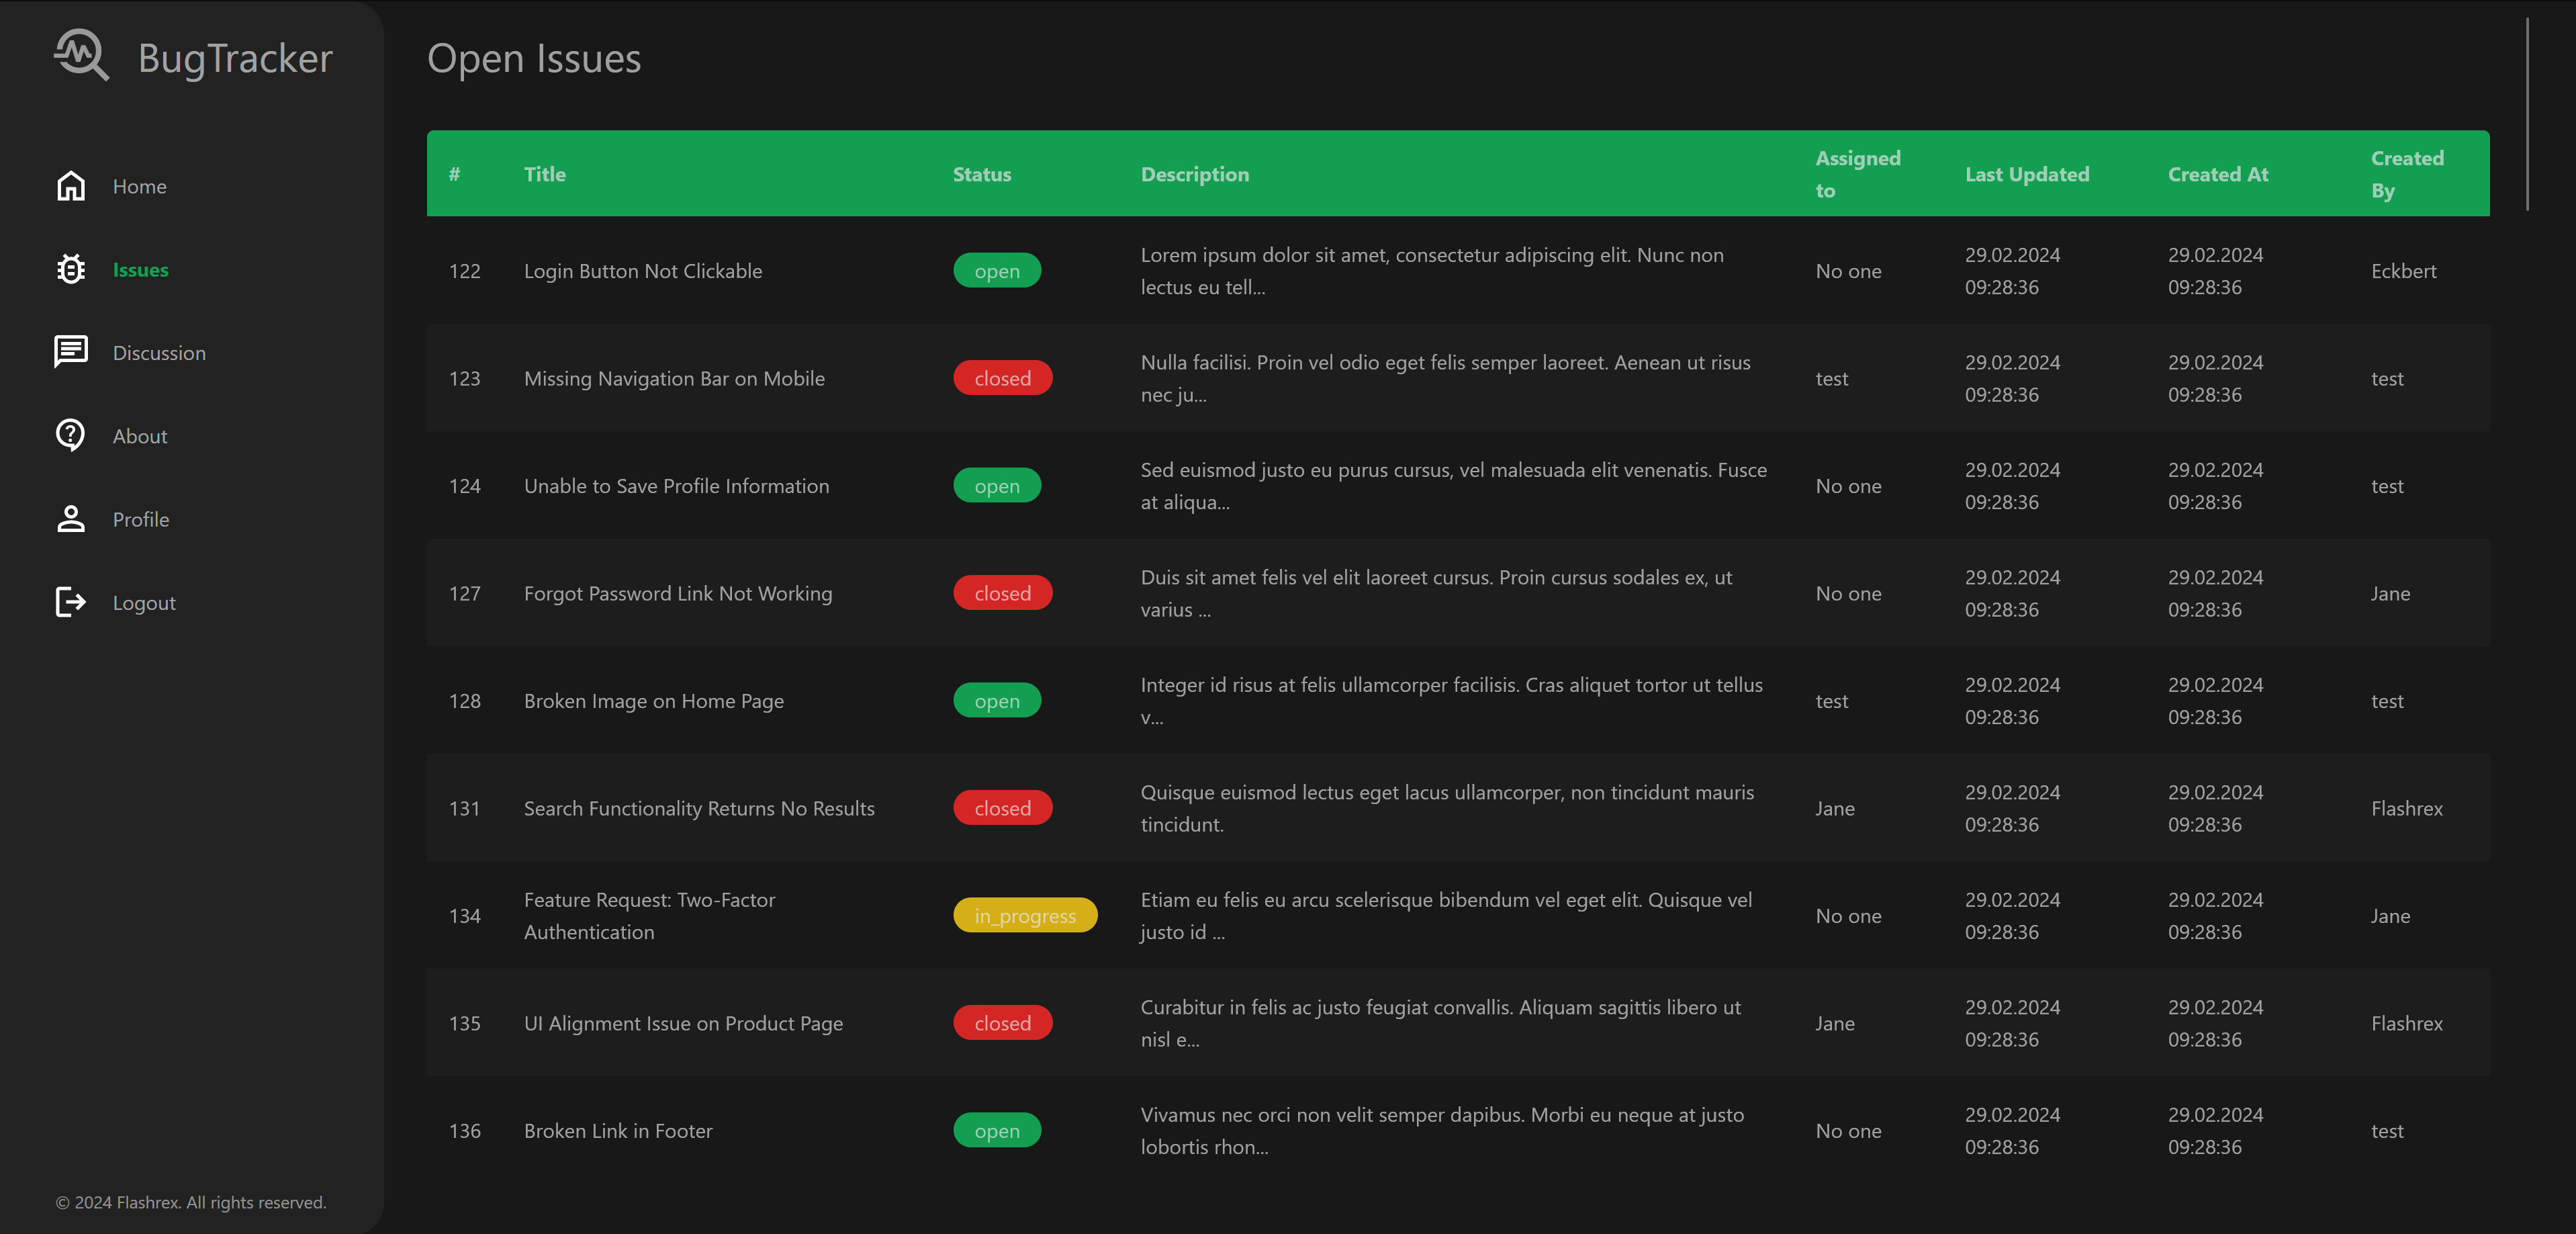 BugTracker
Home
Issues
Discussion
About
Profile
Logout
© 2024 Flashrex. All rights reserved.
Open Issues
# Title Status Description Assigned to Last Updated Created At Created By
122 Login Button Not Clickable open Lorem ipsum dolor sit amet, consectetur adipiscing elit. Nunc non
lectus eu tell... No one 29.02.2024 09:28:36 29.02.2024 09:28:36 Eckbert
123 Missing Navigation Bar on Mobile closed Nulla facilisi. Proin vel odio eget felis semper laoreet. Aenean ut risus
nec ju... test 29.02.2024 09:28:36 29.02.2024 09:28:36 test
124 Unable to Save Profile Information open Sed euismod justo eu purus cursus, vel malesuada elit venenatis. Fusce
at aliqua... No one 29.02.2024 09:28:36 29.02.2024 09:28:36 test
127 Forgot Password Link Not Working closed Duis sit amet felis vel elit laoreet cursus. Proin cursus sodales ex, ut
varius ... No one 29.02.2024 09:28:36 29.02.2024 09:28:36 Jane
128 Broken Image on Home Page open Integer id risus at felis ullamcorper facilisis. Cras aliquet tortor ut tellus
v... test 29.02.2024 09:28:36 29.02.2024 09:28:36 test
131 Search Functionality Returns No Results closed Quisque euismod lectus eget lacus ullamcorper, non tincidunt mauris
tincidunt. Jane 29.02.2024 09:28:36 29.02.2024 09:28:36 Flashrex
134 Feature Request: Two-Factor Authentication in_progress Etiam eu felis eu arcu scelerisque bibendum vel eget elit. Quisque vel
justo id ... No one 29.02.2024 09:28:36 29.02.2024 09:28:36 Jane
135 UI Alignment Issue on Product Page closed Curabitur in felis ac justo feugiat convallis. Aliquam sagittis libero ut
nisl e... Jane 29.02.2024 09:28:36 29.02.2024 09:28:36 Flashrex
136 Broken Link in Footer open Vivamus nec orci non velit semper dapibus. Morbi eu neque at justo
lobortis rhon... No one 29.02.2024 09:28:36 29.02.2024 09:28:36 test